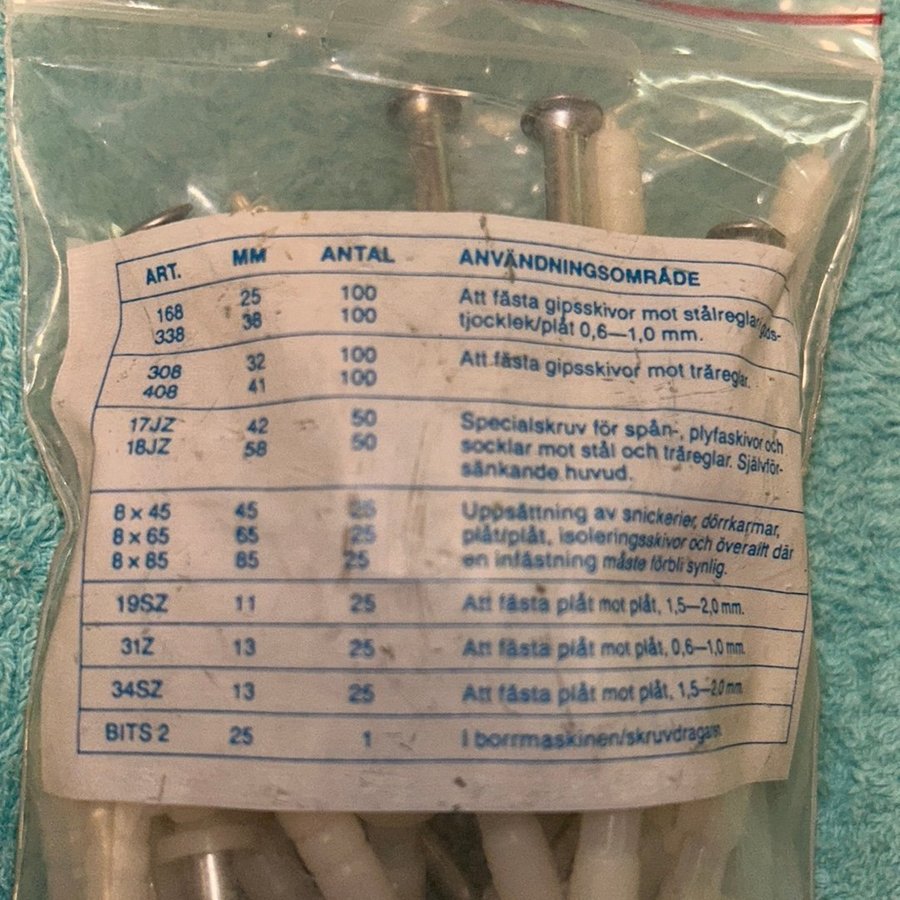 ART. MM ANTAL ANVÄNDNINGSOMRÅDE
168 25 100 Att fästa gipsskivor mot stålreglar
338 38 100 tjocklek/plåt 0,6—1,0 mm.
308 32 100 Att fästa gipsskivor mot träreglar.
408 41 100
17JZ 42 50 Specialskruv för spån-, plyfaskivor och
18JZ 58 50 socklar mot stål och träreglar. Självför-
sänkande huvud.
8 x 45 45 25 Uppsättning av snickerier, dörrkarmar,
8 x 65 65 25 plåt/plåt, isoleringsskivor och överallt där
8 x 85 85 25 en infästning måste förbli synlig.
19SZ 11 25 Att fästa plåt mot plåt, 1,5—2,0 mm.
31Z 13 25 Att fästa plåt mot plåt, 0,6—1,0 mm
34SZ 13 25 Att fästa plåt mot plåt, 1,5—2,0 mm
BITS 2 25 1 I borrmaskinen/skruvdragaren.